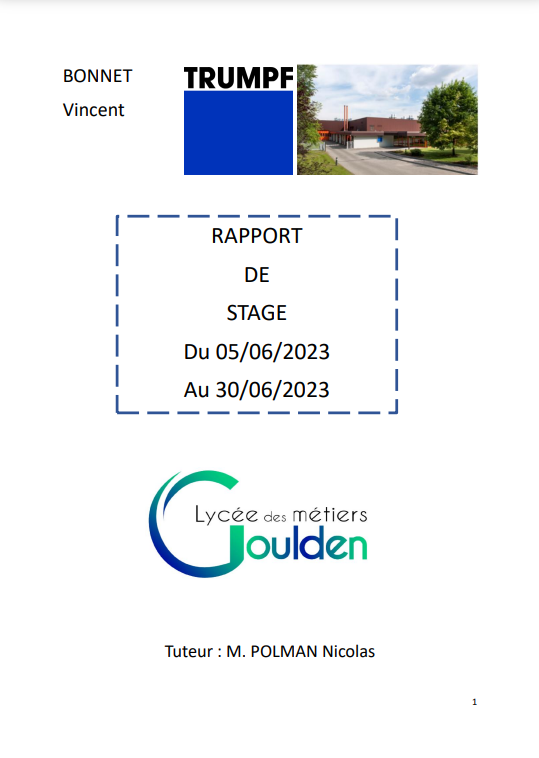 BONNET
Vincent
TRUMPF
RAPPORT
DE
STAGE
Du 05/06/2023
Au 30/06/2023
Lycée des métiers
Goulden
Tuteur : M. POLMAN Nicolas
1